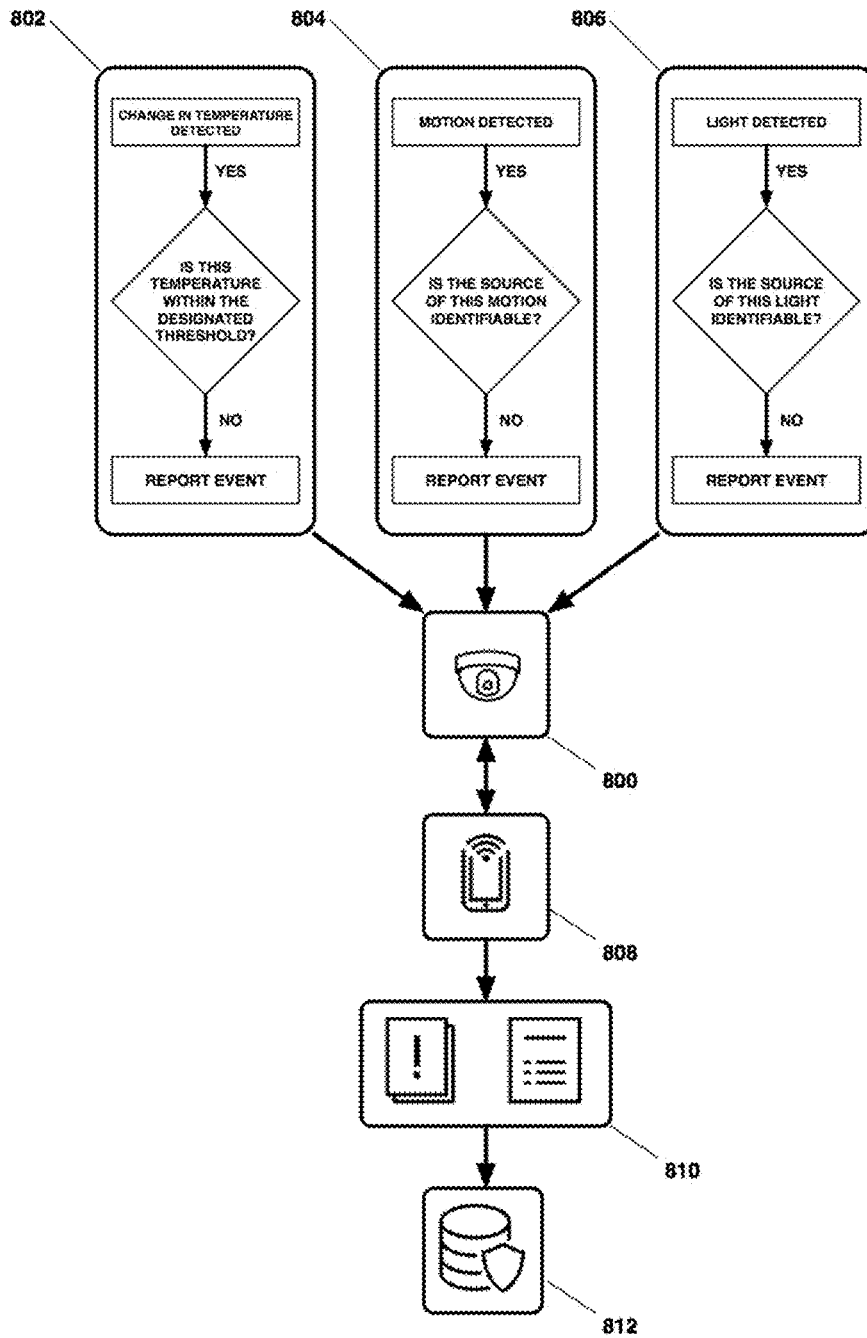 802
804
806
CHANGE IN TEMPERATURE
DETECTED
YES
IS THIS
TEMPERATURE
WITHIN THE
DESIGNATED
THRESHOLD?
NO
REPORT EVENT
MOTION DETECTED
YES
IS THE SOURCE
OF THIS MOTION
IDENTIFIABLE?
NO
REPORT EVENT
LIGHT DETECTED
YES
IS THE SOURCE
OF THIS LIGHT
IDENTIFIABLE?
NO
REPORT EVENT
800
808
!
810
812